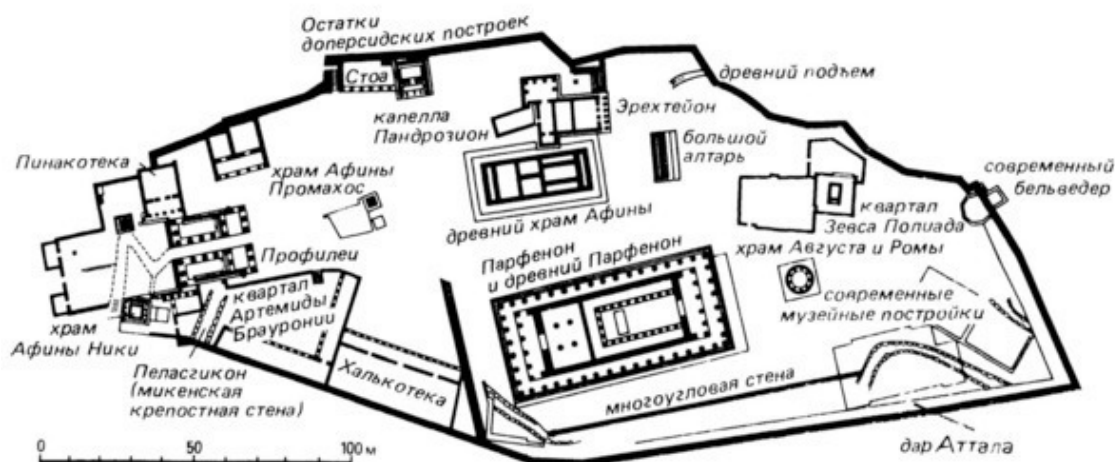 Остатки
доперсидских построек
Стоа
древний подъем
капелла
Пандрозион
Эрехтейон
большой
алтарь
Пинакотека
храм Афины
Промахос
современный
бельведер
древний храм Афины
квартал
Зевса Полиада
храм Августа и Ромы
Профилеи
Парфенон
и древний Парфенон
квартал
Артемиды
Брауронии
современные
музейные постройки
храм
Афины Ники
Пеласгикон
(микенская
крепостная стена)
Халькотека
многоугловая стена
дар Аттала
0 50 100 м